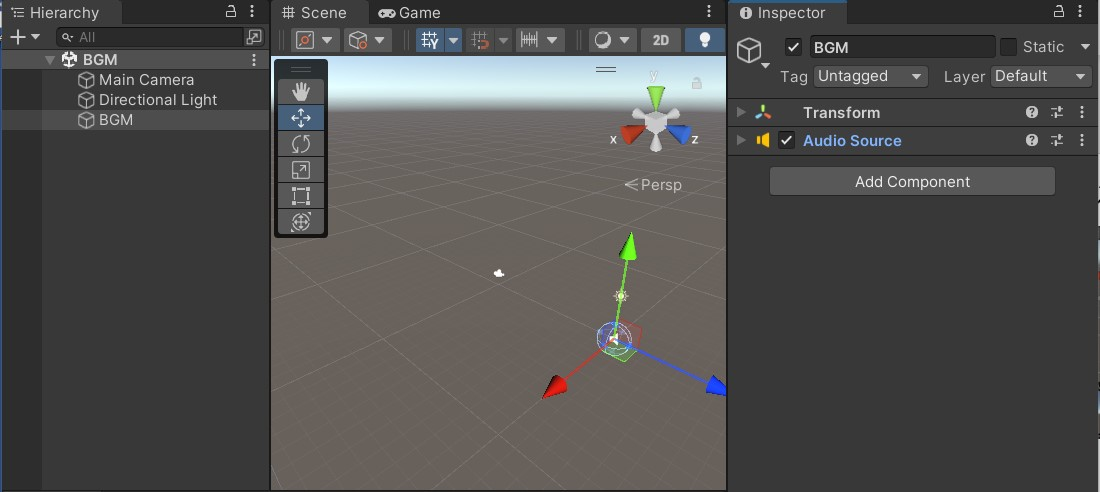 Hierarchy
All
BGM
Main Camera
Directional Light
BGM
Scene
Game
2D
y
x
z
Persp
Inspector
BGM
Static
Tag Untagged Layer Default
Transform
Audio Source
Add Component